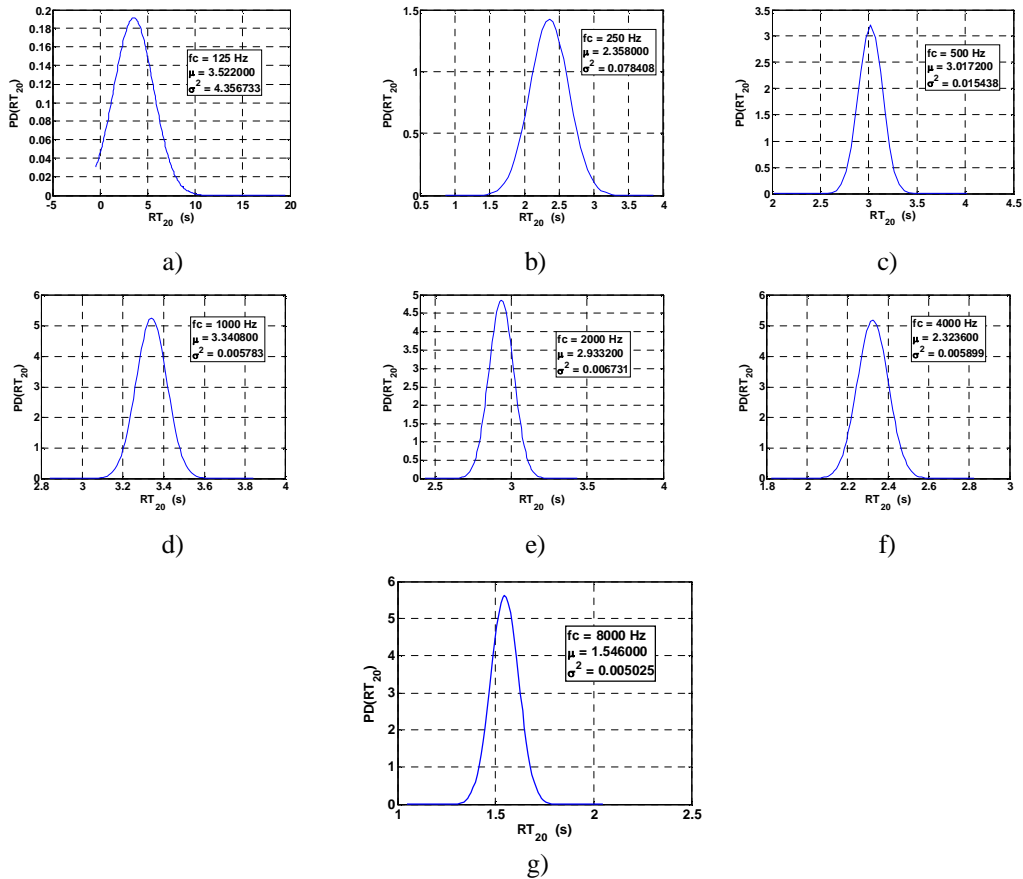 0.2
0.18
0.16
0.14
0.12
0.1
0.08
0.06
0.04
0.02
0
PD(RT20)
fc = 125 Hz
μ = 3.522000
σ2 = 4.356733
-5 0 5 10 15 20
RT20 (s)
a)
1.5
1
0.5
0
PD(RT20)
fc = 250 Hz
μ = 2.358000
σ2 = 0.078408
0.5 1 1.5 2 2.5 3 3.5 4
RT20 (s)
b)
3.5
3
2.5
2
1.5
1
0.5
0
PD(RT20)
fc = 500 Hz
μ = 3.017200
σ2 = 0.015438
2 2.5 3 3.5 4 4.5
RT20 (s)
c)
6
5
4
3
2
1
0
PD(RT20)
fc = 1000 Hz
μ = 3.340800
σ2 = 0.005783
2.8 3 3.2 3.4 3.6 3.8 4
RT20 (s)
d)
5
4.5
4
3.5
3
2.5
2
1.5
1
0.5
0
PD(RT20)
fc = 2000 Hz
μ = 2.933200
σ2 = 0.006731
2.5 3 3.5 4
RT20 (s)
e)
6
5
4
3
2
1
0
PD(RT20)
fc = 4000 Hz
μ = 2.323600
σ2 = 0.005899
1.8 2 2.2 2.4 2.6 2.8 3
RT20 (s)
f)
6
5
4
3
2
1
0
PD(RT20)
fc = 8000 Hz
μ = 1.546000
σ2 = 0.005025
1 1.5 2 2.5
RT20 (s)
g)